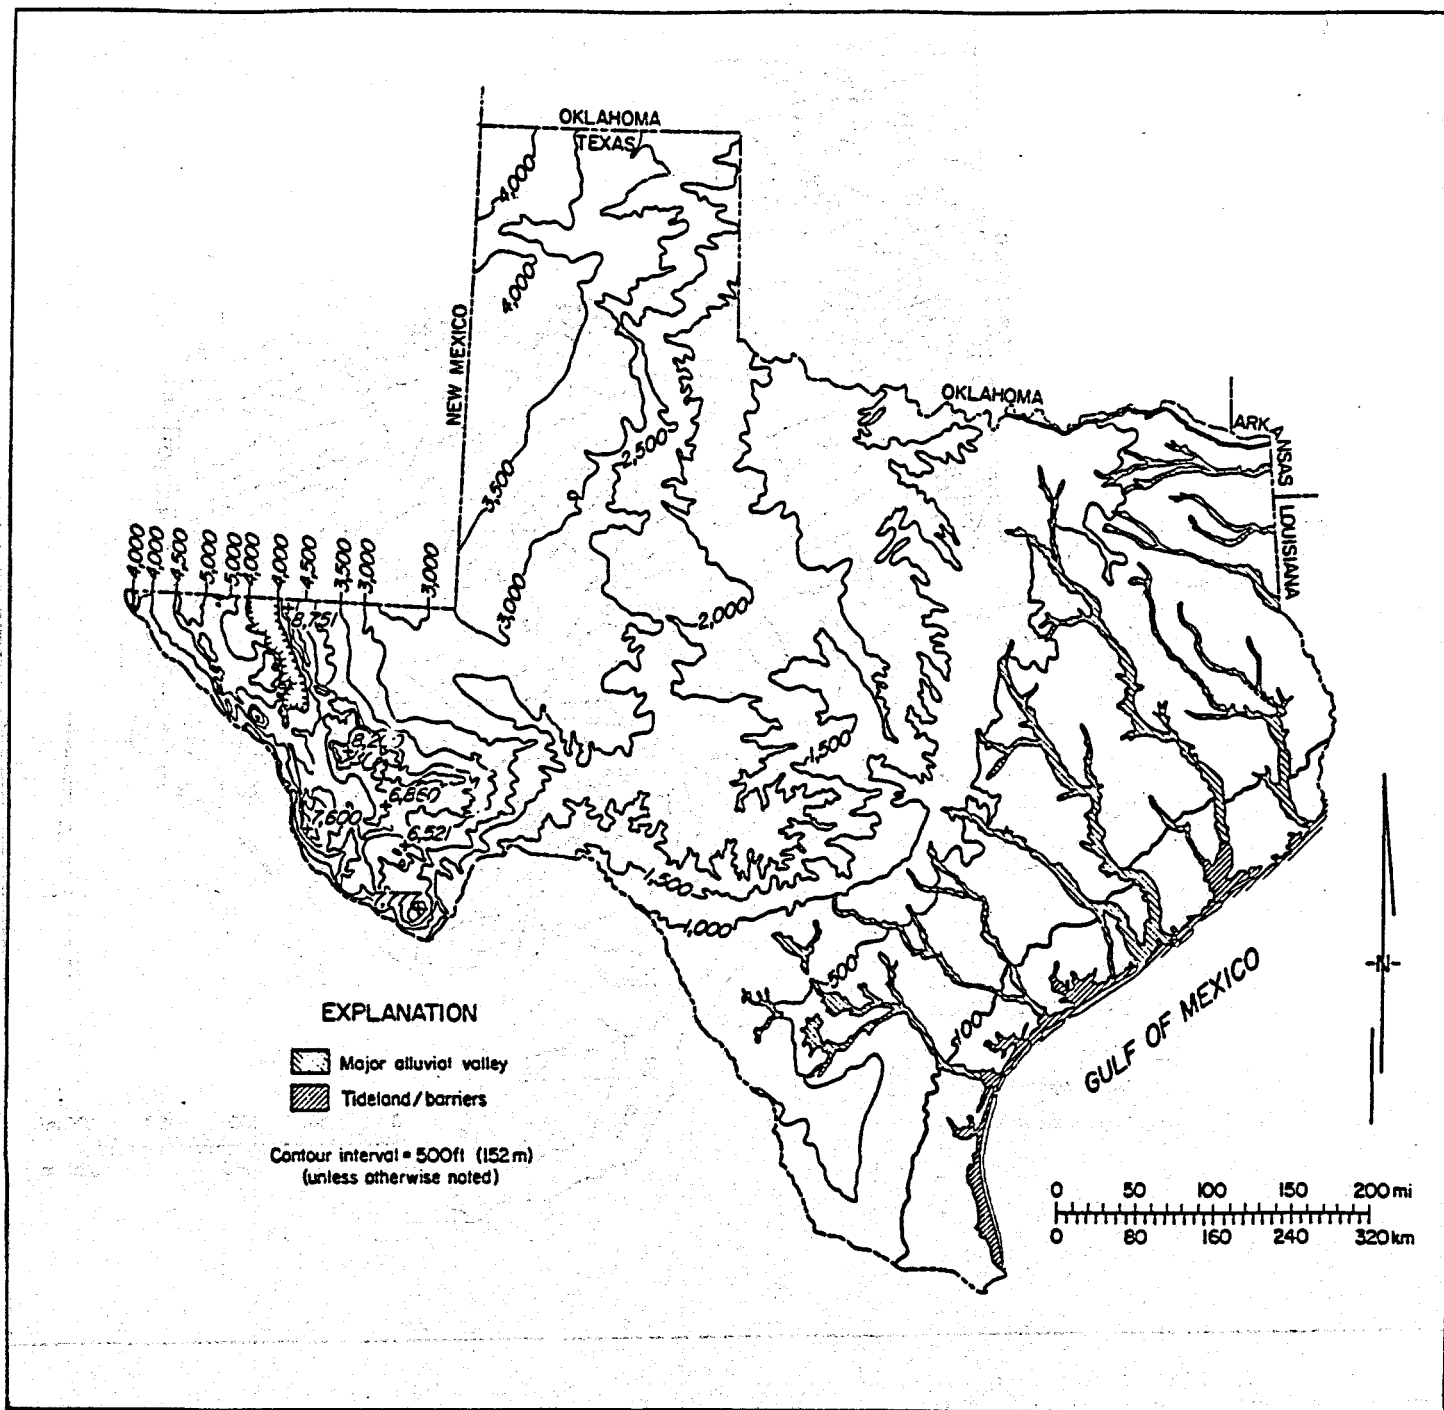 OKLAHOMA
TEXAS
4,000
4,000
NEW MEXICO
OKLAHOMA
ARKANSAS
LOUISIANA
2,500
3,500
3,000
2,000
4,000
4,000
4,500
5,000
5,000
4,000
4,000
4,500
3,500
3,000
3,000
8,751
1,500
6,860
7,600
6,521
1,500
1,000
500
100
GULF OF MEXICO
-N-
EXPLANATION
Major alluvial valley
Tideland/barriers
Contour interval = 500ft (152m)
(unless otherwise noted)
0 50 100 150 200mi
0 80 160 240 320km